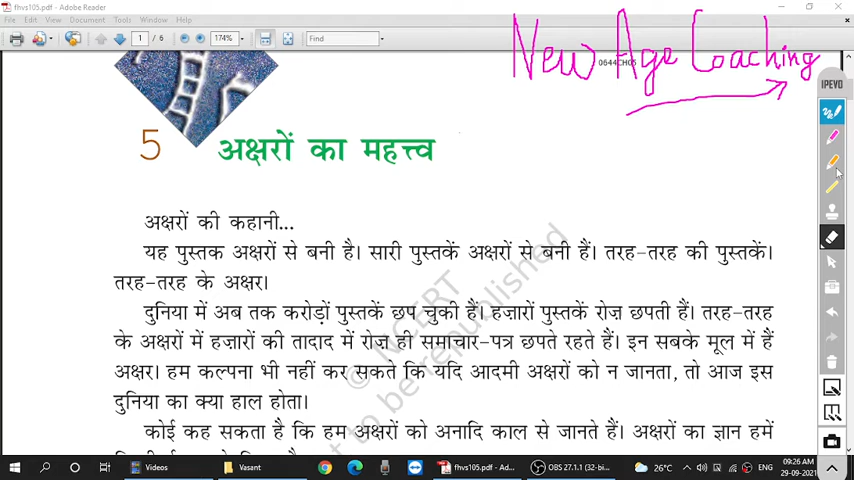 fhvs105.pdf - Adobe Reader
File Edit View Document Tools Window Help
1 / 6 174% Find
New Age Coaching
0644CH05
IPEVO
5 अक्षरों का महत्त्व
अक्षरों की कहानी...
यह पुस्तक अक्षरों से बनी है। सारी पुस्तकें अक्षरों से बनी हैं। तरह-तरह की पुस्तकें।
तरह-तरह के अक्षर।
दुनिया में अब तक करोड़ों पुस्तकें छप चुकी हैं। हज़ारों पुस्तकें रोज़ छपती हैं। तरह-तरह
के अक्षरों में हज़ारों की तादाद में रोज़ ही समाचार-पत्र छपते रहते हैं। इन सबके मूल में हैं
अक्षर। हम कल्पना भी नहीं कर सकते कि यदि आदमी अक्षरों को न जानता, तो आज इस
दुनिया का क्या हाल होता।
कोई कह सकता है कि हम अक्षरों को अनादि काल से जानते हैं। अक्षरों का ज्ञान हमें
© NCERT
not to be republished
Videos Vasant fhvs105.pdf - Ado... OBS 27.1.1 (32-bi... 26°C ENG 09:26 AM
29-09-2021